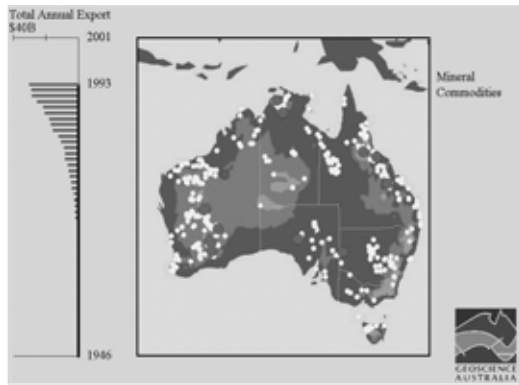 Total Annual Export
$40B
2001
1993
Mineral
Commodities
1946
GEOSCIENCE
AUSTRALIA